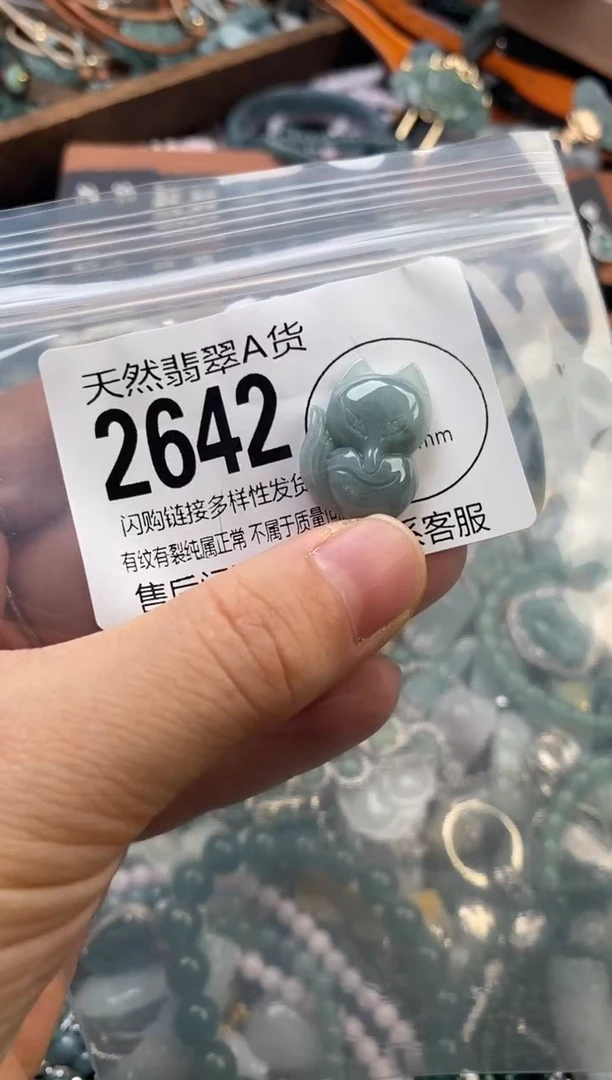 天然翡翠A货
2642
mm
闪购链接多样性发货
有纹有裂纯属正常 不属于质量
售后 客服